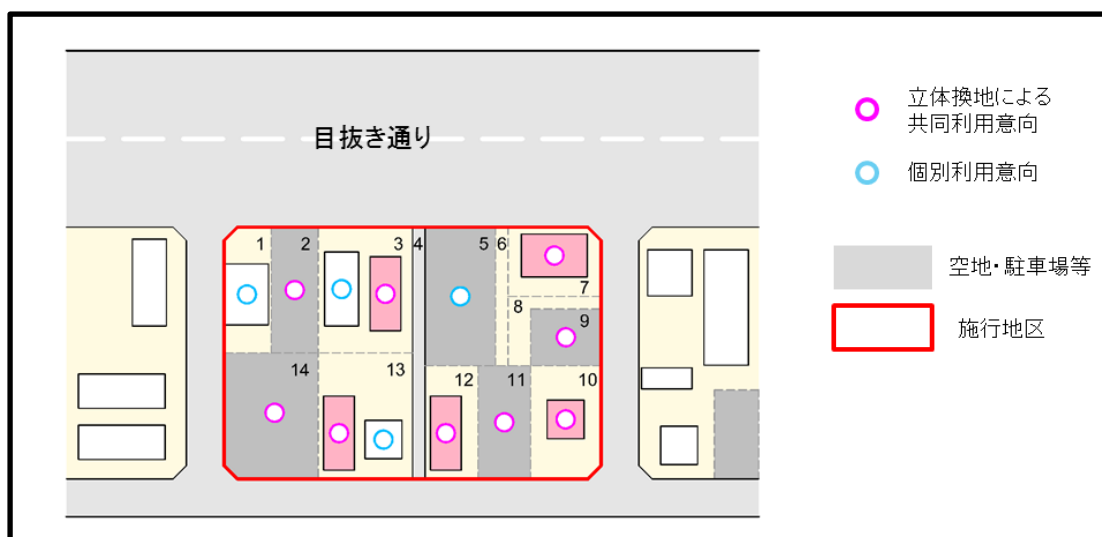 目抜き通り
1
2
3
4
5
6
7
8
9
14
13
12
11
10
立体換地による
共同利用意向
個別利用意向
空地・駐車場等
施行地区